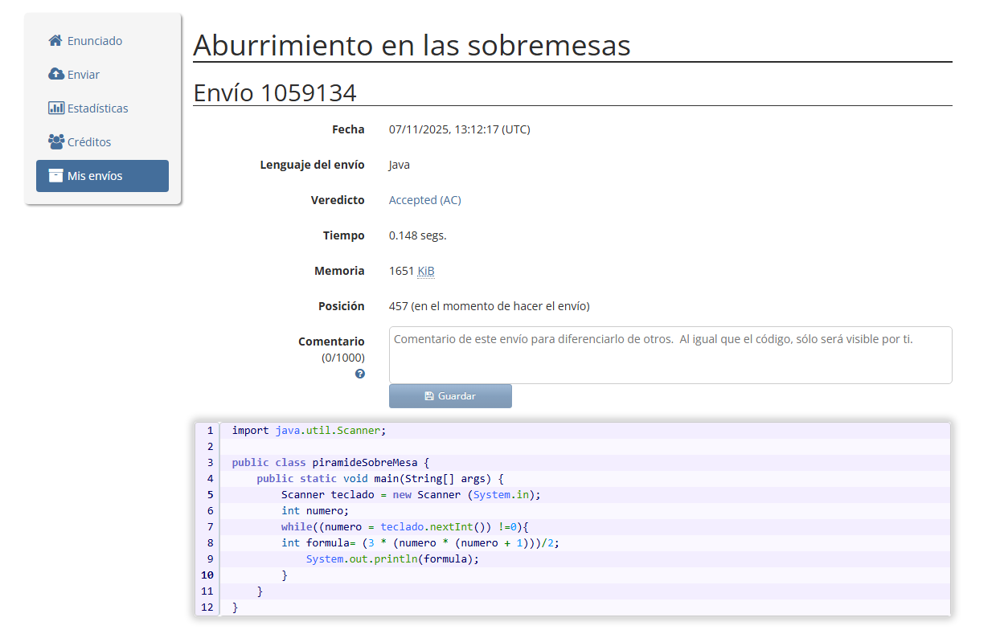 Enunciado
Enviar
Estadísticas
Créditos
Mis envíos
Aburrimiento en las sobremesas
Envío 1059134
Fecha 07/11/2025, 13:12:17 (UTC)
Lenguaje del envío Java
Veredicto Accepted (AC)
Tiempo 0.148 segs.
Memoria 1651 KiB
Posición 457 (en el momento de hacer el envío)
Comentario
(0/1000)
Comentario de este envío para diferenciarlo de otros. Al igual que el código, sólo será visible por ti.
Guardar
1 import java.util.Scanner;
2
3 public class piramideSobreMesa {
4     public static void main(String[] args) {
5         Scanner teclado = new Scanner (System.in);
6         int numero;
7         while((numero = teclado.nextInt()) !=0){
8         int formula= (3 * (numero * (numero + 1)))/2;
9             System.out.println(formula);
10         }
11     }
12 }